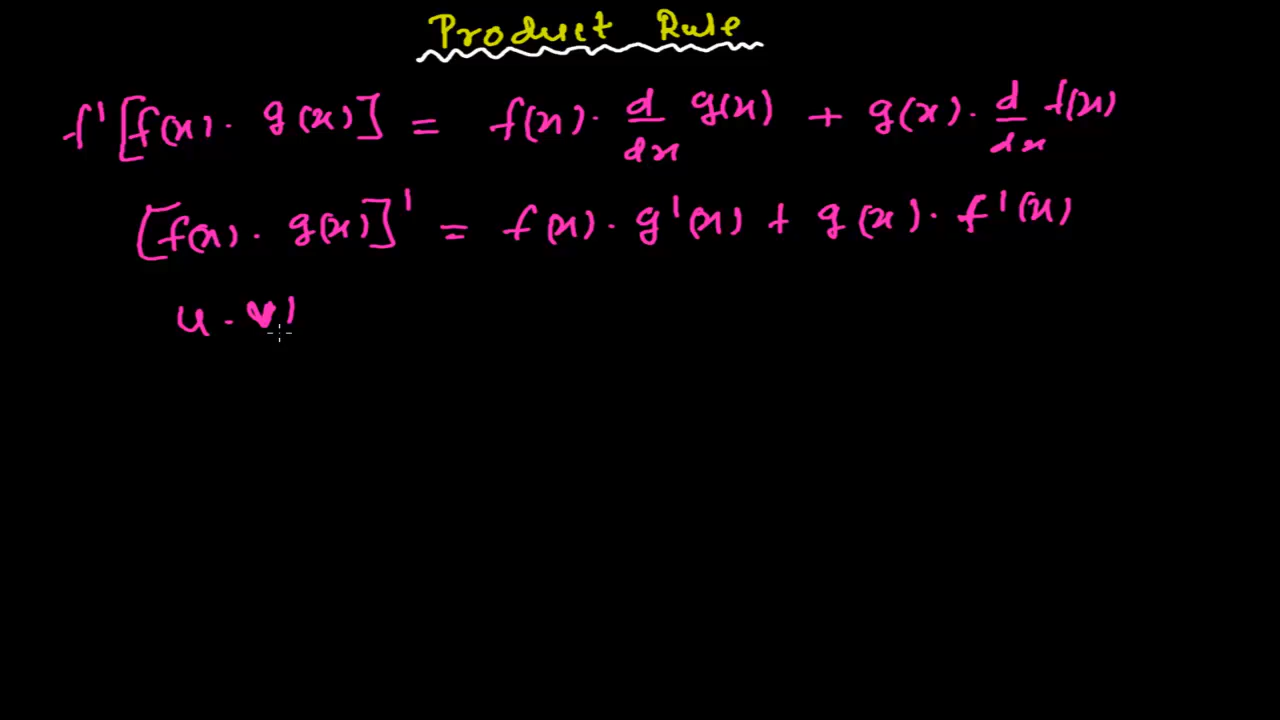 Product Rule
f'[f(x). g(x)] = f(x). d/dx g(x) + g(x). d/dx f(x)
[f(x). g(x)]' = f(x). g'(x) + g(x). f'(x)
u. v'